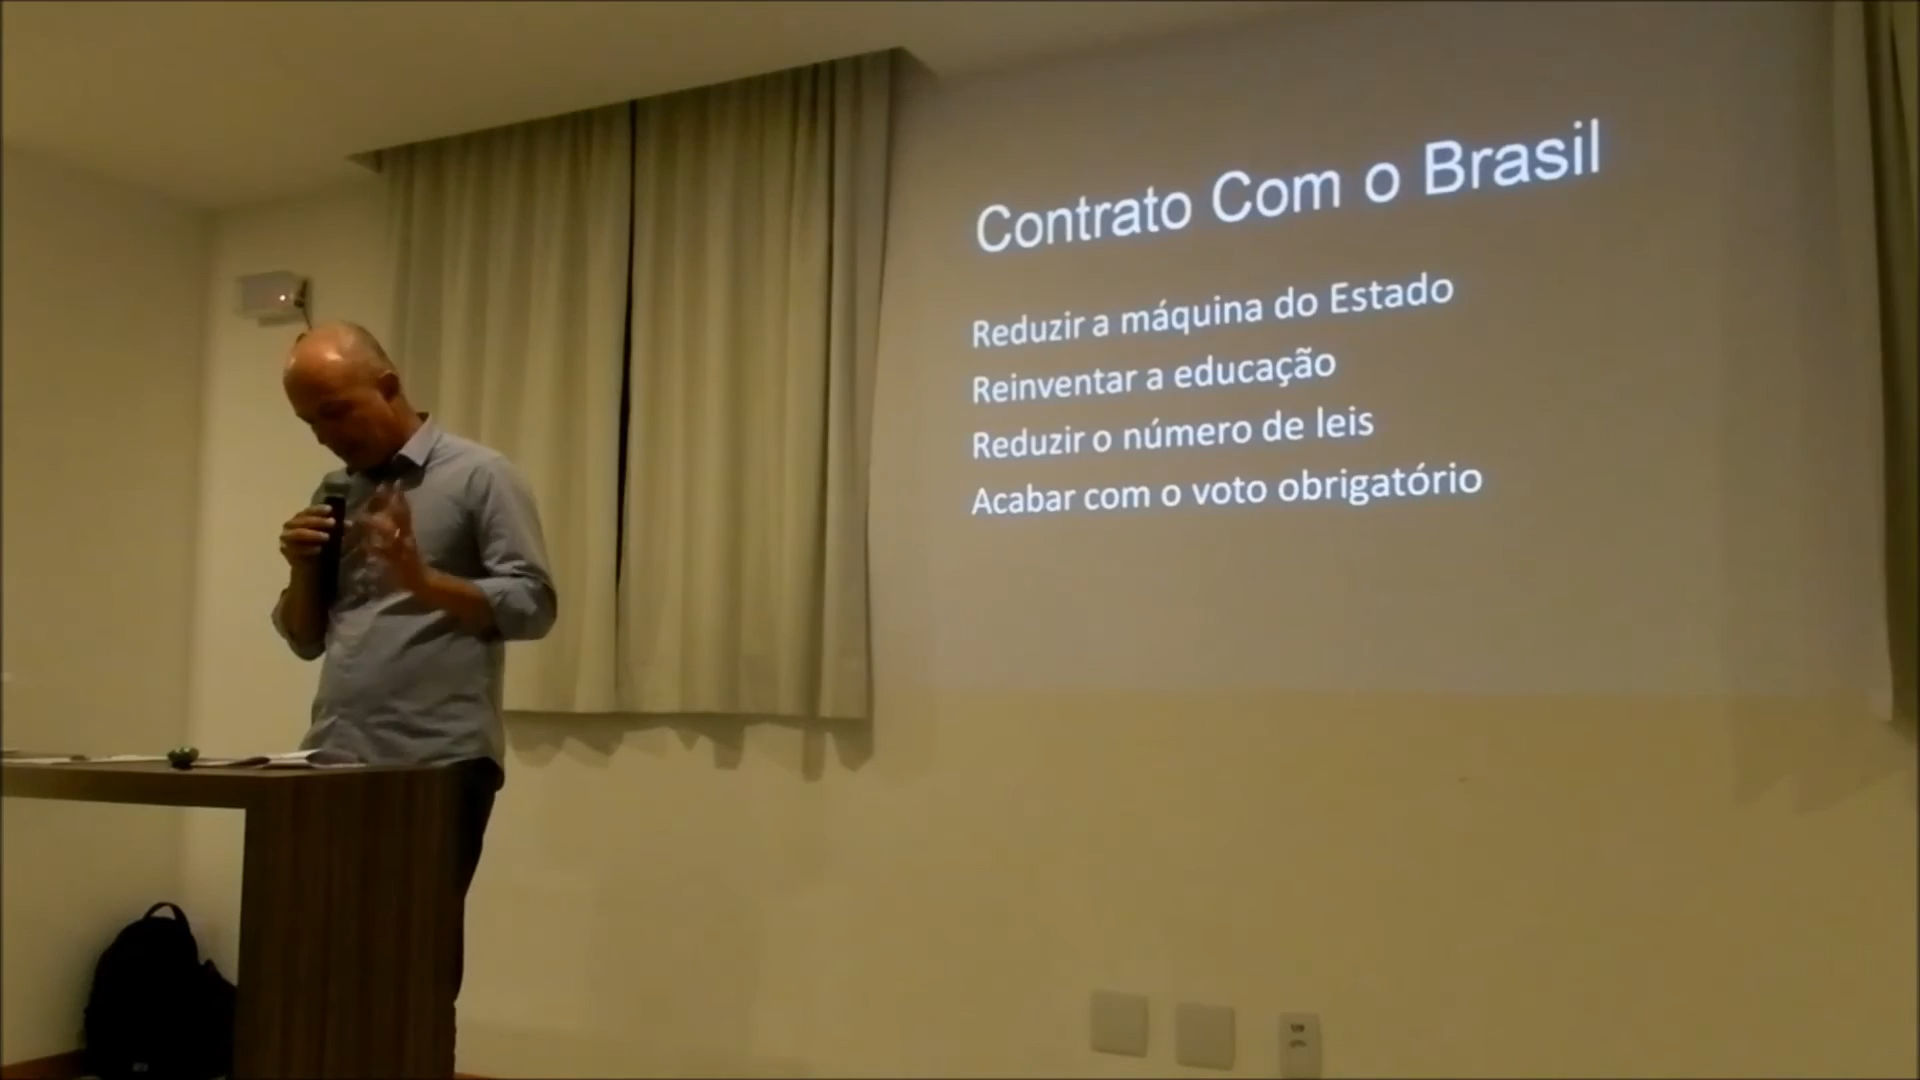 Contrato Com o Brasil
Reduzir a máquina do Estado
Reinventar a educação
Reduzir o número de leis
Acabar com o voto obrigatório